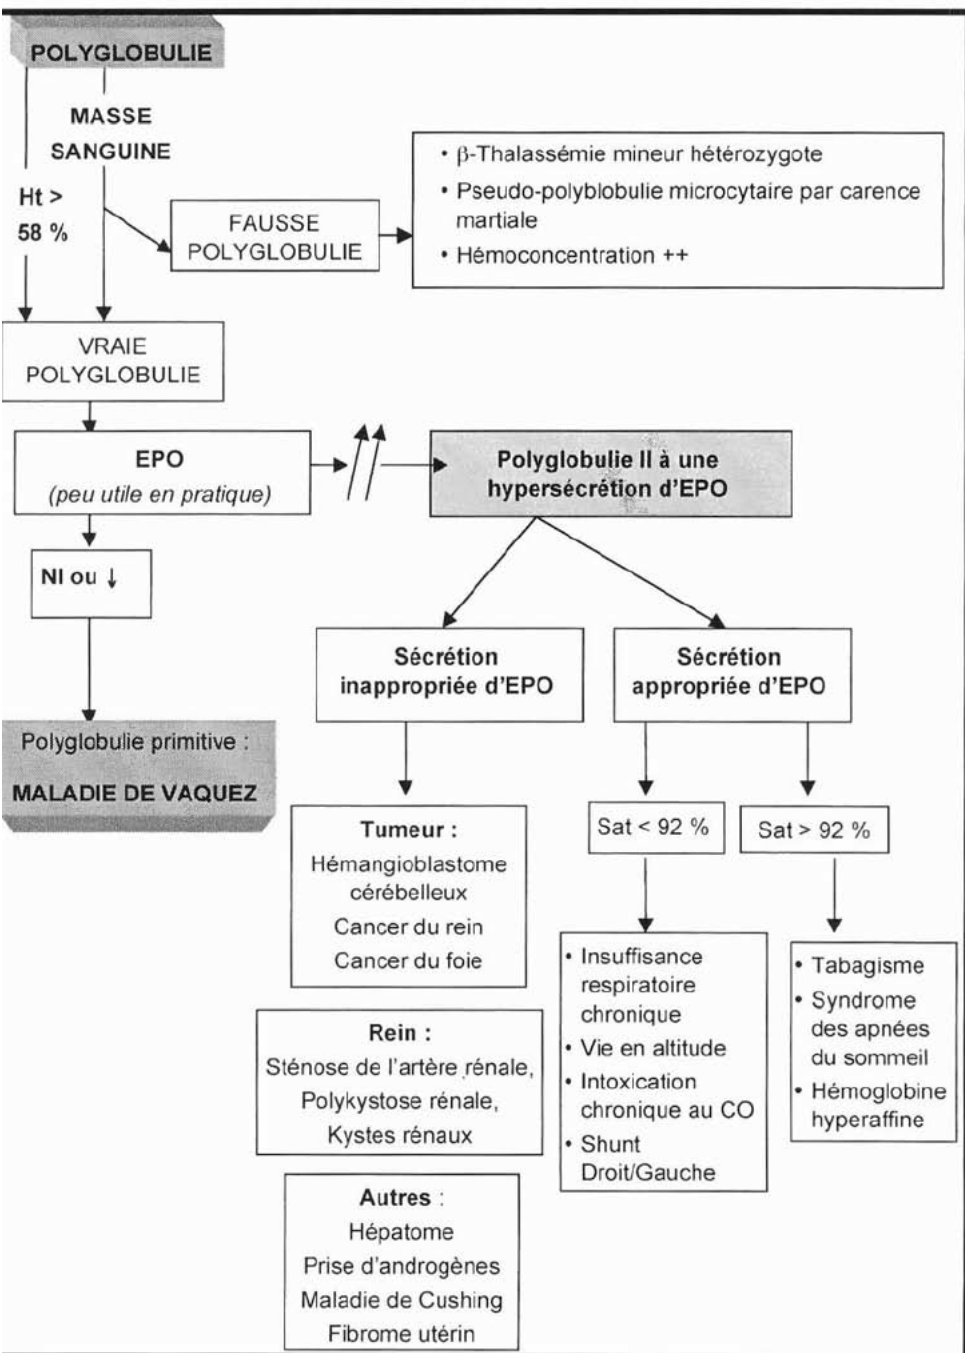 POLYGLOBULIE
MASSE
SANGUINE
Ht >
58 %
FAUSSE
POLYGLOBULIE
• β-Thalassémie mineur hétérozygote
• Pseudo-polyblobulie microcytaire par carence
martiale
• Hémoconcentration ++
VRAIE
POLYGLOBULIE
EPO
(peu utile en pratique)
Polyglobulie II à une
hypersécrétion d'EPO
Nl ou ↓
Sécrétion
inappropriée d'EPO
Sécrétion
appropriée d'EPO
Polyglobulie primitive :
MALADIE DE VAQUEZ
Tumeur :
Hémangioblastome
cérébelleux
Cancer du rein
Cancer du foie
Sat < 92 %
Sat > 92 %
• Insuffisance
respiratoire
chronique
• Vie en altitude
• Intoxication
chronique au CO
• Shunt
Droit/Gauche
• Tabagisme
• Syndrome
des apnées
du sommeil
• Hémoglobine
hyperaffine
Rein :
Sténose de l'artère rénale,
Polykystose rénale,
Kystes rénaux
Autres :
Hépatome
Prise d'androgènes
Maladie de Cushing
Fibrome utérin